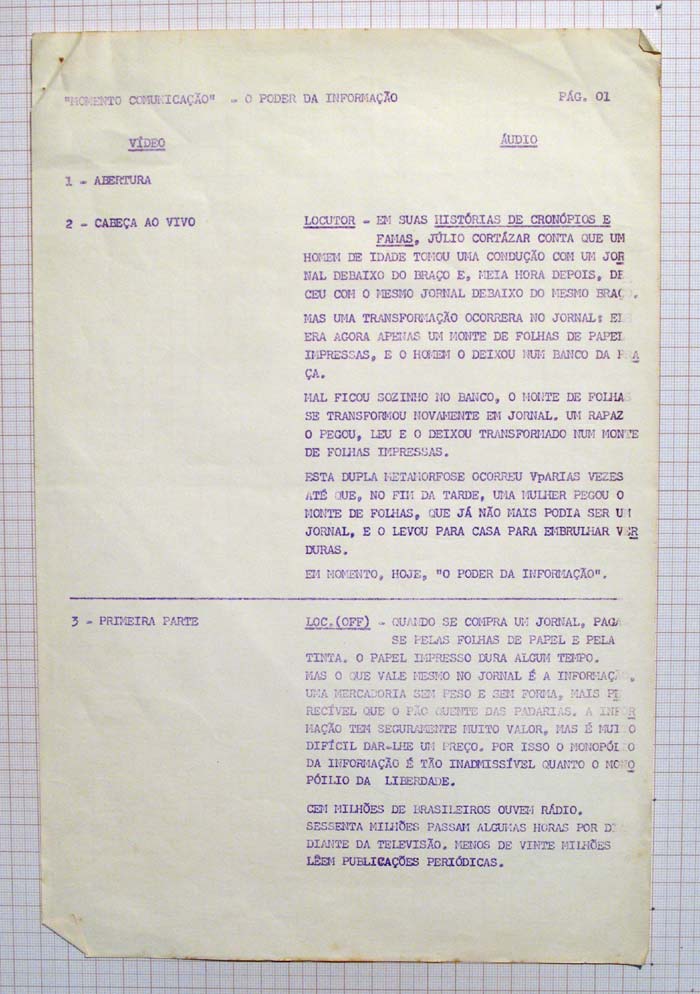 "MOMENTO COMUNICAÇÃO" - O PODER DA INFORMAÇÃO PÁG. 01
VÍDEO ÁUDIO
1 - ABERTURA
2 - CABEÇA AO VIVO LOCUTOR - EM SUAS HISTÓRIAS DE CRONÓPIOS E
FAMAS, JÚLIO CORTÁZAR CONTA QUE UM
HOMEM DE IDADE TOMOU UMA CONDUÇÃO COM UM JOR
NAL DEBAIXO DO BRAÇO E, MEIA HORA DEPOIS, DE
CEU COM O MESMO JORNAL DEBAIXO DO MESMO BRAÇO.
MAS UMA TRANSFORMAÇÃO OCORRERA NO JORNAL:
ERA AGORA APENAS UM MONTE DE FOLHAS DE PAPEL
IMPRESSAS, E O HOMEM O DEIXOU NUM BANCO DA PRA
ÇA.
MAL FICOU SOZINHO NO BANCO, O MONTE DE FOLHAS
SE TRANSFORMOU NOVAMENTE EM JORNAL. UM RAPAZ
O PEGOU, LEU E O DEIXOU TRANSFORMADO NUM MONTE
DE FOLHAS IMPRESSAS.
ESTA DUPLA METAMORFOSE OCORREU VpARIAS VEZES
ATÉ QUE, NO FIM DA TARDE, UMA MULHER PEGOU O
MONTE DE FOLHAS, QUE JÁ NÃO MAIS PODIA SER UM
JORNAL, E O LEVOU PARA CASA PARA EMBRULHAR VER
DURAS.
EM MOMENTO, HOJE, "O PODER DA INFORMAÇÃO".
3 - PRIMEIRA PARTE LOC.(OFF) - QUANDO SE COMPRA UM JORNAL, PAGA
SE PELAS FOLHAS DE PAPEL E PELA
TINTA. O PAPEL IMPRESSO DURA ALGUM TEMPO.
MAS O QUE VALE MESMO NO JORNAL É A INFORMAÇÃO,
UMA MERCADORIA SEM PESO E SEM FORMA, MAIS PE
RECÍVEL QUE O PÃO QUENTE DAS PADARIAS. A INFOR
MAÇÃO TEM SEGURAMENTE MUITO VALOR, MAS É MUITO
DIFÍCIL DAR-LHE UM PREÇO. POR ISSO O MONOPÓLIO
DA INFORMAÇÃO É TÃO INADMISSÍVEL QUANTO O MONO
PÓILIO DA LIBERDADE.
CEM MILHÕES DE BRASILEIROS OUVEM RÁDIO.
SESSENTA MILHÕES PASSAM ALGUMAS HORAS POR
DIANTE DA TELEVISÃO. MENOS DE VINTE MILHÕES
LÊEM PUBLICAÇÕES PERIÓDICAS.